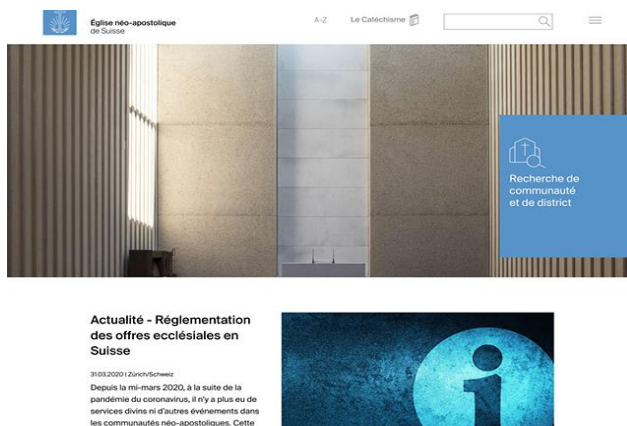 Église néo-apostolique
de Suisse
A-Z
Le Catéchisme
Recherche de
communauté
et de district
Actualité - Réglementation
des offres ecclésiales en
Suisse
31.03.2020 | Zürich/Schweiz
Depuis la mi-mars 2020, à la suite de la
pandémie du coronavirus, il n'y a plus eu de
services divins ni d'autres événements dans
les communautés néo-apostoliques. Cette